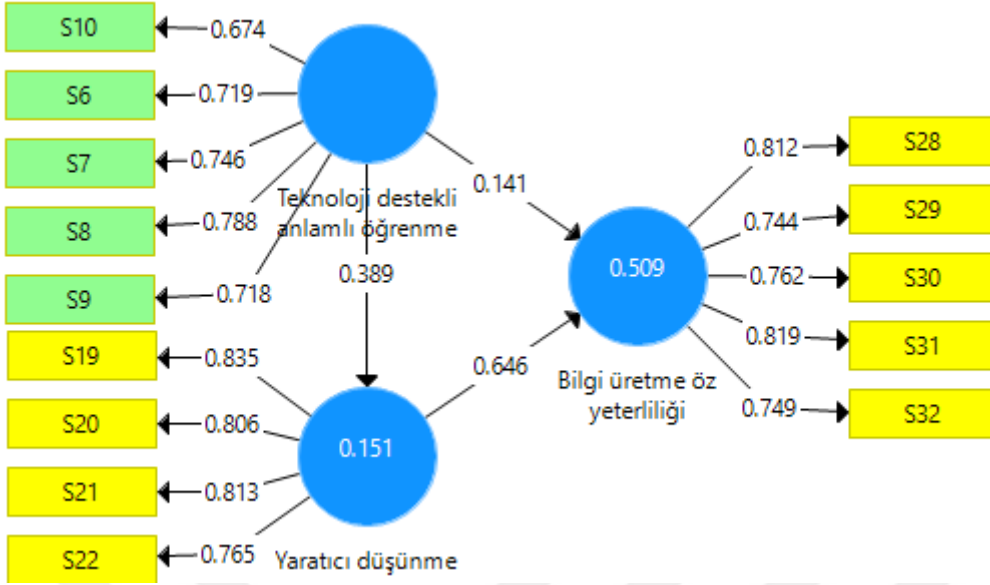 S10
0.674
S6
0.719
S7
0.746
S8
0.788
S9
0.718
Teknoloji destekli
anlamlı öğrenme
0.141
0.389
S19
0.835
S20
0.806
S21
0.813
S22
0.765
0.151
Yaratıcı düşünme
0.646
0.509
Bilgi üretme öz
yeterliliği
0.812
S28
0.744
S29
0.762
S30
0.819
S31
0.749
S32